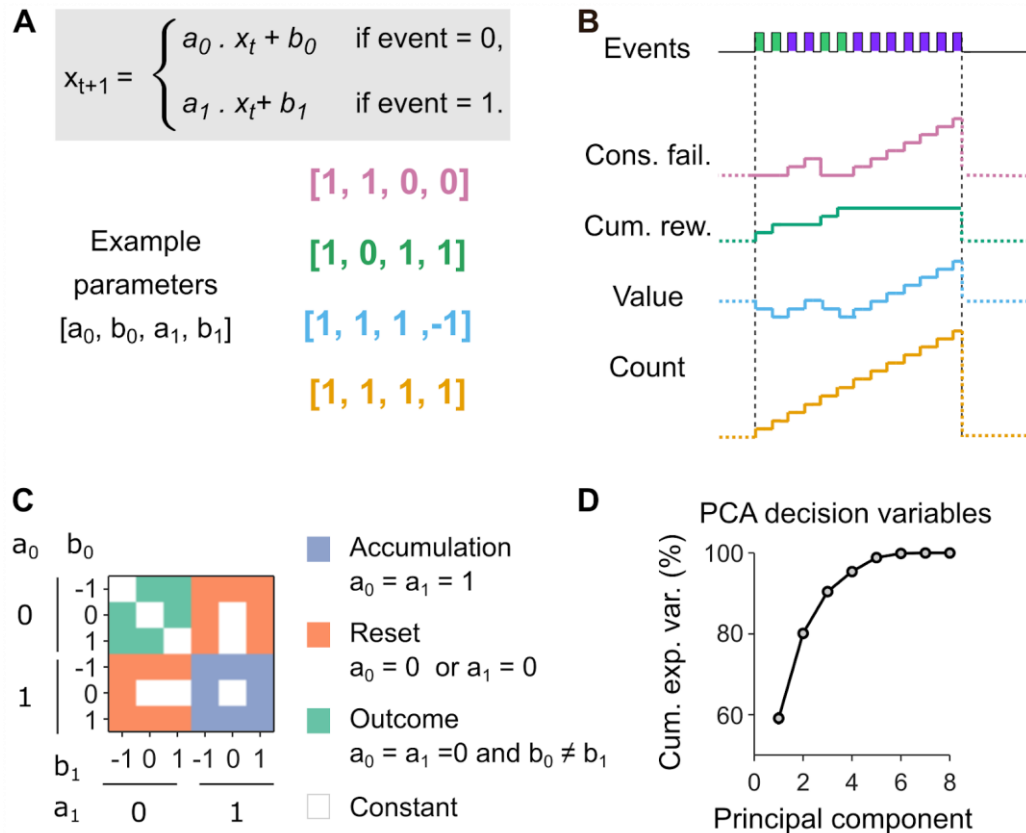 A
x_{t+1} =
a_0 . x_t + b_0 if event = 0,
a_1 . x_t + b_1 if event = 1.
Example
parameters
[a_0, b_0, a_1, b_1]
[1, 1, 0, 0]
[1, 0, 1, 1]
[1, 1, 1 ,-1]
[1, 1, 1, 1]
B
Events
Cons. fail.
Cum. rew.
Value
Count
C
a_0 b_0
0
-1
0
1
1
-1
0
1
b_1 -1 0 1 -1 0 1
a_1 0 1
Accumulation
a_0 = a_1 = 1
Reset
a_0 = 0 or a_1 = 0
Outcome
a_0 = a_1 =0 and b_0 ≠ b_1
Constant
D
PCA decision variables
Cum. exp. var. (%)
100
80
60
0 2 4 6 8
Principal component